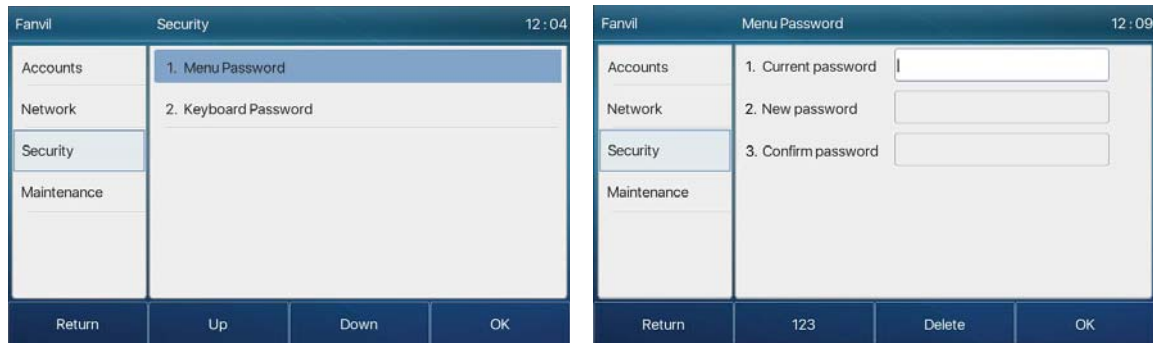 Fanvil Security 12:04
Accounts
Network
Security
Maintenance
1. Menu Password
2. Keyboard Password
Return Up Down OK
Fanvil Menu Password 12:09
Accounts
Network
Security
Maintenance
1. Current password
2. New password
3. Confirm password
Return 123 Delete OK